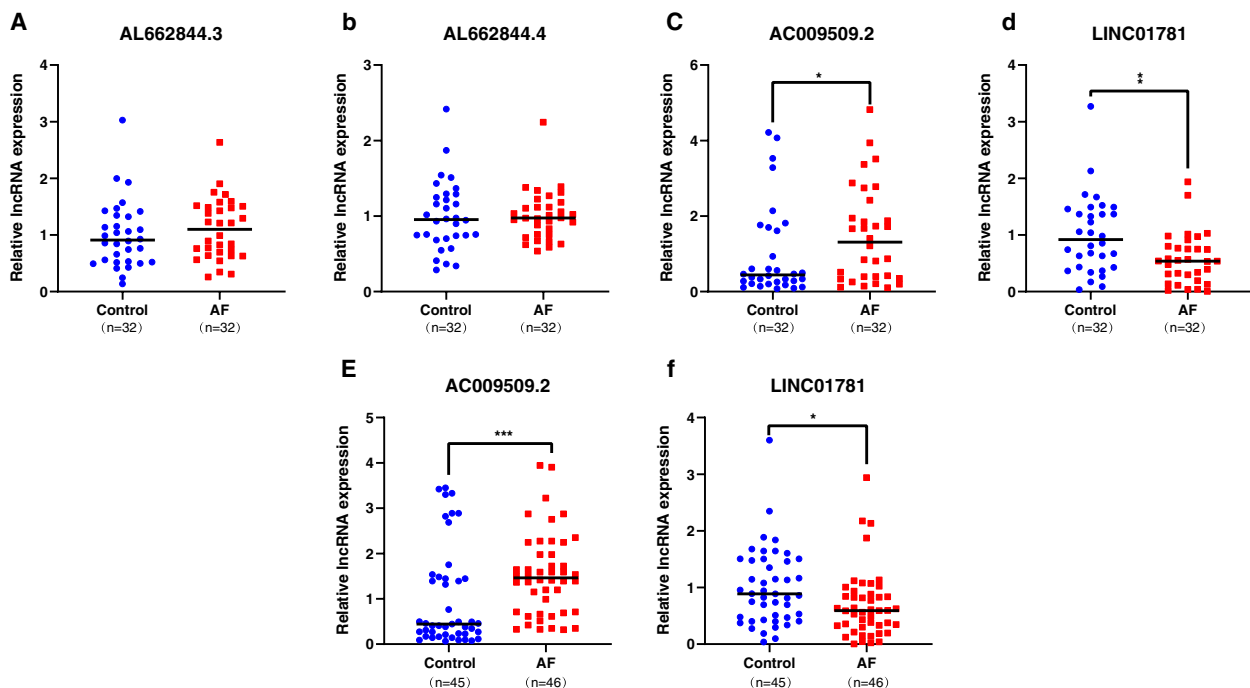 A
AL662844.3
Relative lncRNA expression
4
3
2
1
0
Control
（n=32）
AF
（n=32）
b
AL662844.4
Relative lncRNA expression
3
2
1
0
Control
（n=32）
AF
（n=32）
C
AC009509.2
Relative lncRNA expression
6
4
2
0
*
Control
（n=32）
AF
（n=32）
d
LINC01781
Relative lncRNA expression
4
3
2
1
0
**
Control
（n=32）
AF
（n=32）
E
AC009509.2
Relative lncRNA expression
5
4
3
2
1
0
***
Control
（n=45）
AF
（n=46）
f
LINC01781
Relative lncRNA expression
4
3
2
1
0
*
Control
（n=45）
AF
（n=46）